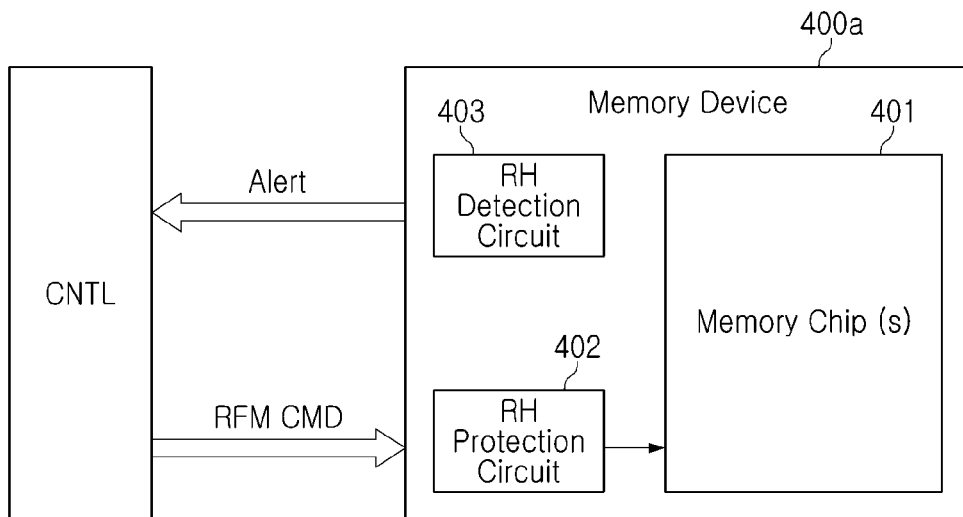 400a
Memory Device
403
401
RH
Detection
Circuit
Alert
CNTL
Memory Chip (s)
402
RFM CMD
RH
Protection
Circuit